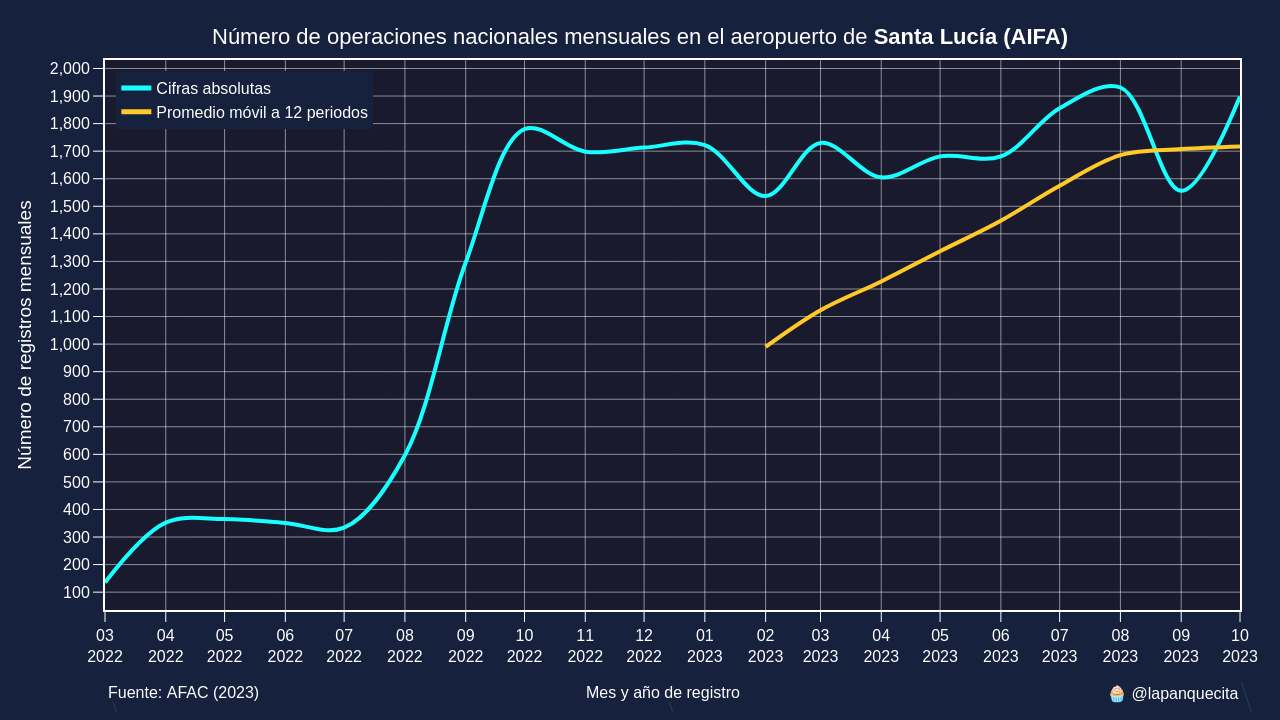 Número de operaciones nacionales mensuales en el aeropuerto de Santa Lucía (AIFA)
Cifras absolutas
Promedio móvil a 12 periodos
Número de registros mensuales
2,000
1,900
1,800
1,700
1,600
1,500
1,400
1,300
1,200
1,100
1,000
900
800
700
600
500
400
300
200
100
03 04 05 06 07 08 09 10 11 12 01 02 03 04 05 06 07 08 09 10
2022 2022 2022 2022 2022 2022 2022 2022 2022 2022 2023 2023 2023 2023 2023 2023 2023 2023 2023 2023
Fuente: AFAC (2023)
Mes y año de registro
🧁 @lapanquecita